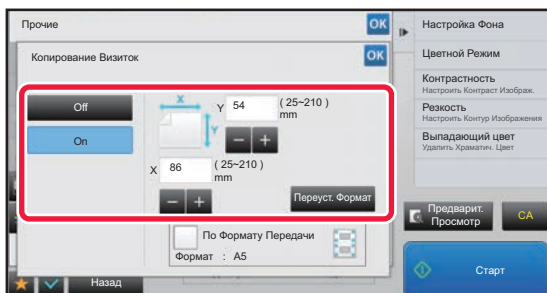 Прочие
OK
Копирование Визиток
OK
Off
On
X
Y
Y 54 ( 25~210 )
mm
X 86 ( 25~210 )
mm
Переуст. Формат
По Формату Передачи
Формат : A5
Назад
Настройка Фона
Цветной Режим
Контрастность
Настроить Контраст Изображ.
Резкость
Настроить Контур Изображения
Выпадающий цвет
Удалить Храматич. Цвет
Предварит.
Просмотр
CA
Старт